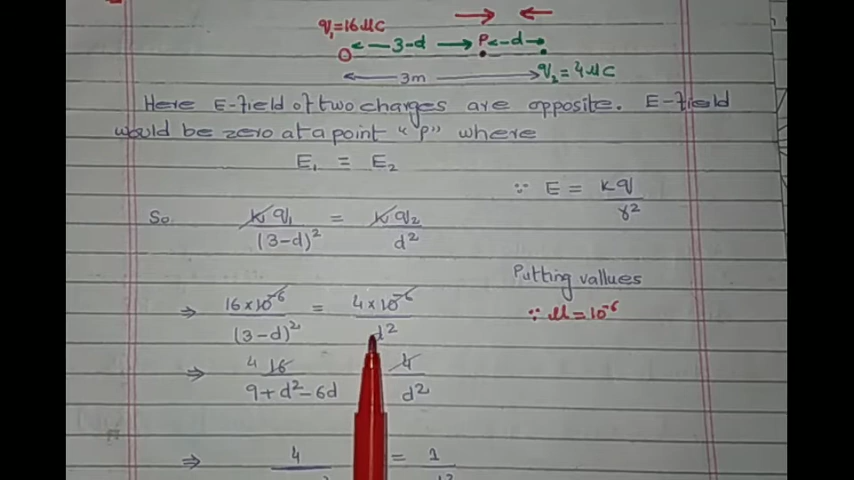 q₁=16μC
3-d P d
3m q₂=4μC
Here E-field of two charges are opposite. E-field
would be zero at a point "P" where
E₁ = E₂
∵ E = kq/r²
So kq₁/(3-d)² = kq₂/d²
Putting vallues
⇒ 16×10⁻⁶/(3-d)² = 4×10⁻⁶/d²
∵ μ=10⁻⁶
⇒ 4 16/9+d²-6d 4/d²
⇒ 4 = 1